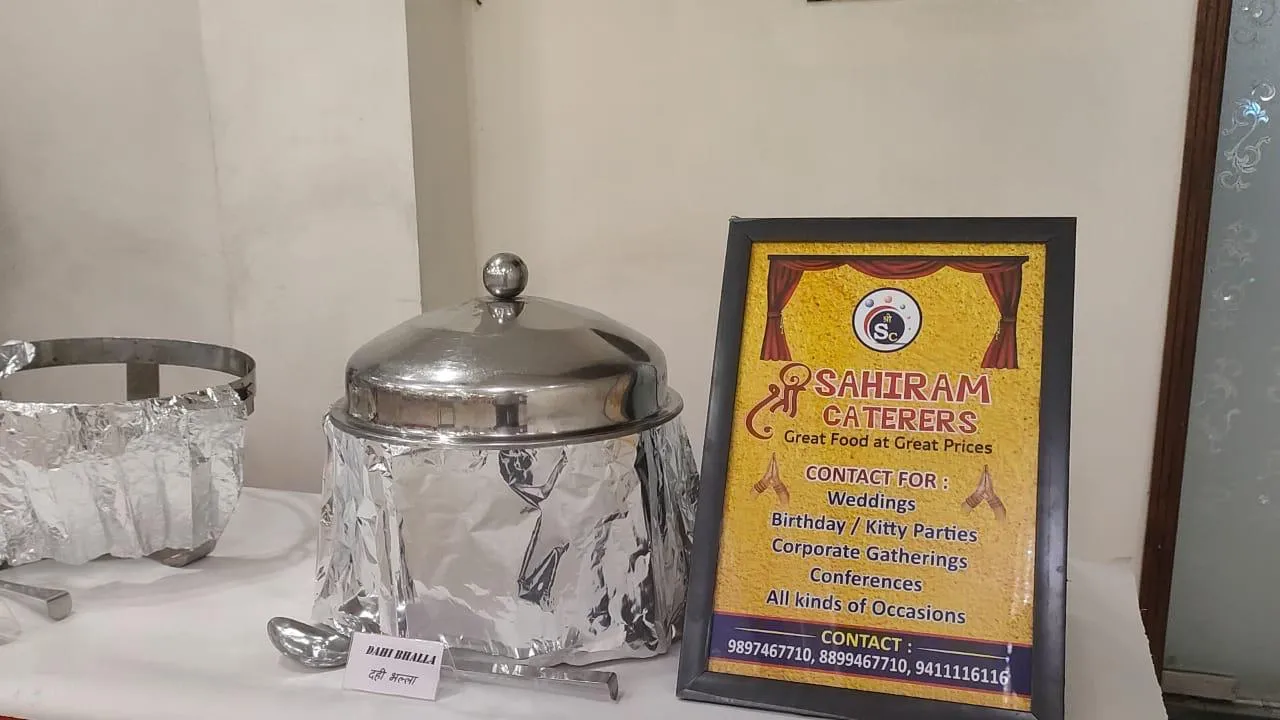 DAHI BHALLA
दही भल्ला
श्री
SC
श्री SAHIRAM
CATERERS
Great Food at Great Prices
CONTACT FOR :
Weddings
Birthday / Kitty Parties
Corporate Gatherings
Conferences
All kinds of Occasions
CONTACT :
9897467710, 8899467710, 9411116116